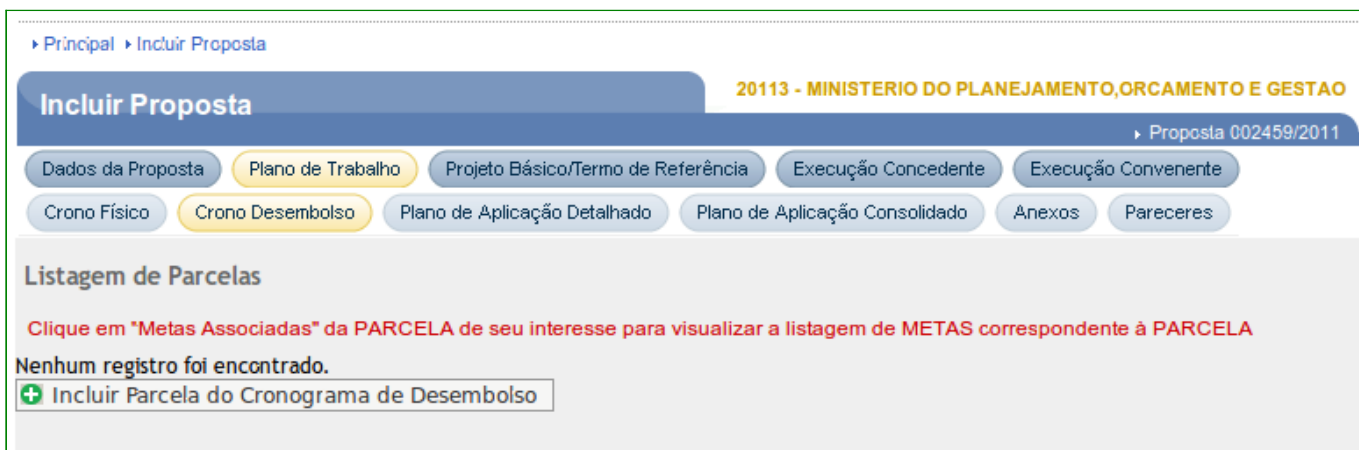 Principal Incluir Proposta
20113 - MINISTERIO DO PLANEJAMENTO,ORCAMENTO E GESTAO
Incluir Proposta
Proposta 002459/2011
Dados da Proposta Plano de Trabalho Projeto Básico/Termo de Referência Execução Concedente Execução Convenente
Crono Físico Crono Desembolso Plano de Aplicação Detalhado Plano de Aplicação Consolidado Anexos Pareceres
Listagem de Parcelas
Clique em "Metas Associadas" da PARCELA de seu interesse para visualizar a listagem de METAS correspondente à PARCELA
Nenhum registro foi encontrado.
Incluir Parcela do Cronograma de Desembolso